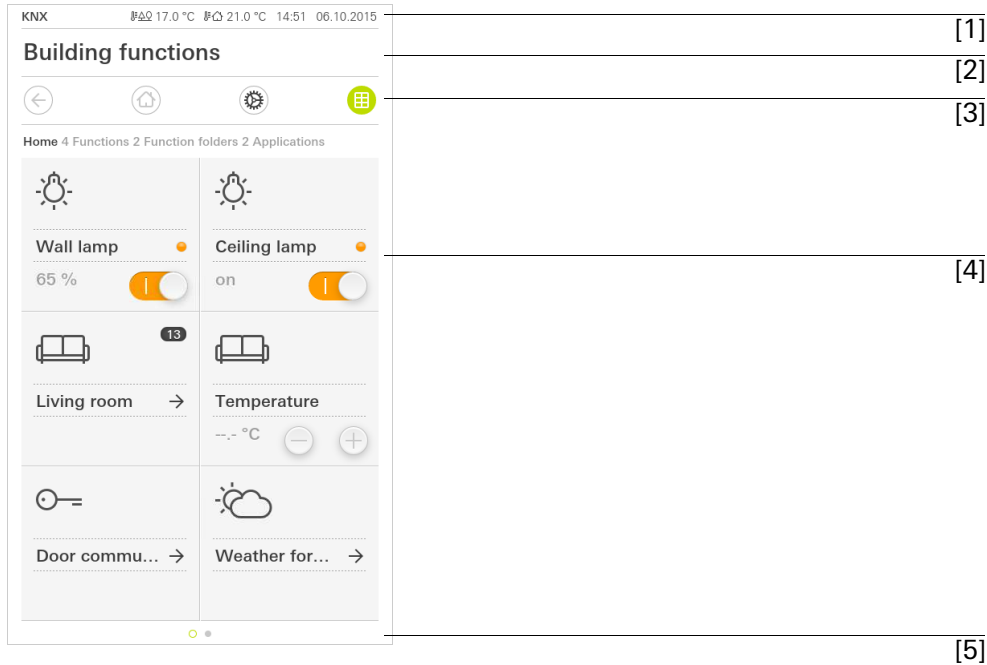 KNX 17.0 °C 21.0 °C 14:51 06.10.2015
[1]
Building functions
[2]
[3]
Home 4 Functions 2 Function folders 2 Applications
Wall lamp Ceiling lamp
[4]
65 % on
13
Living room Temperature
--.- °C
Door commu... Weather for...
[5]